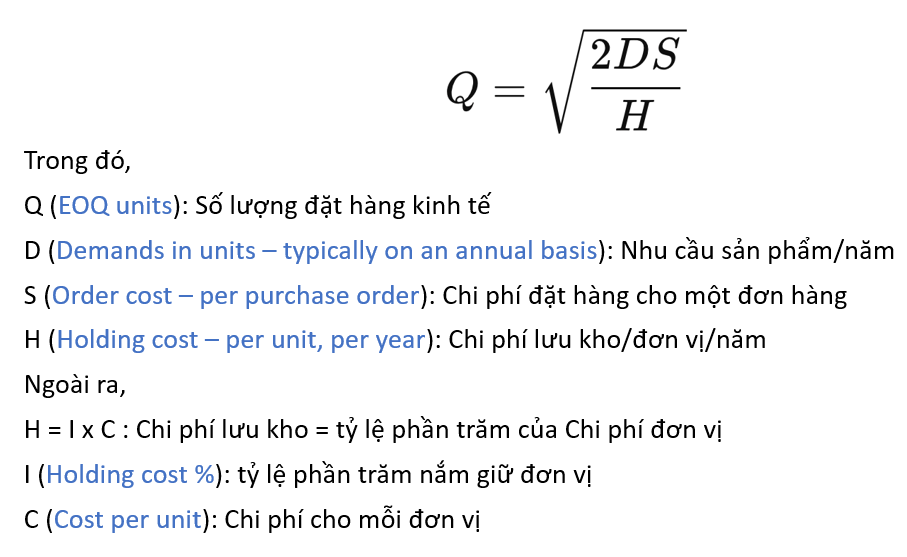 Q = √(2DS / H)
Trong đó,
Q (EOQ units): Số lượng đặt hàng kinh tế
D (Demands in units – typically on an annual basis): Nhu cầu sản phẩm/năm
S (Order cost – per purchase order): Chi phí đặt hàng cho một đơn hàng
H (Holding cost – per unit, per year): Chi phí lưu kho/đơn vị/năm
Ngoài ra,
H = I x C : Chi phí lưu kho = tỷ lệ phần trăm của Chi phí đơn vị
I (Holding cost %): tỷ lệ phần trăm nắm giữ đơn vị
C (Cost per unit): Chi phí cho mỗi đơn vị